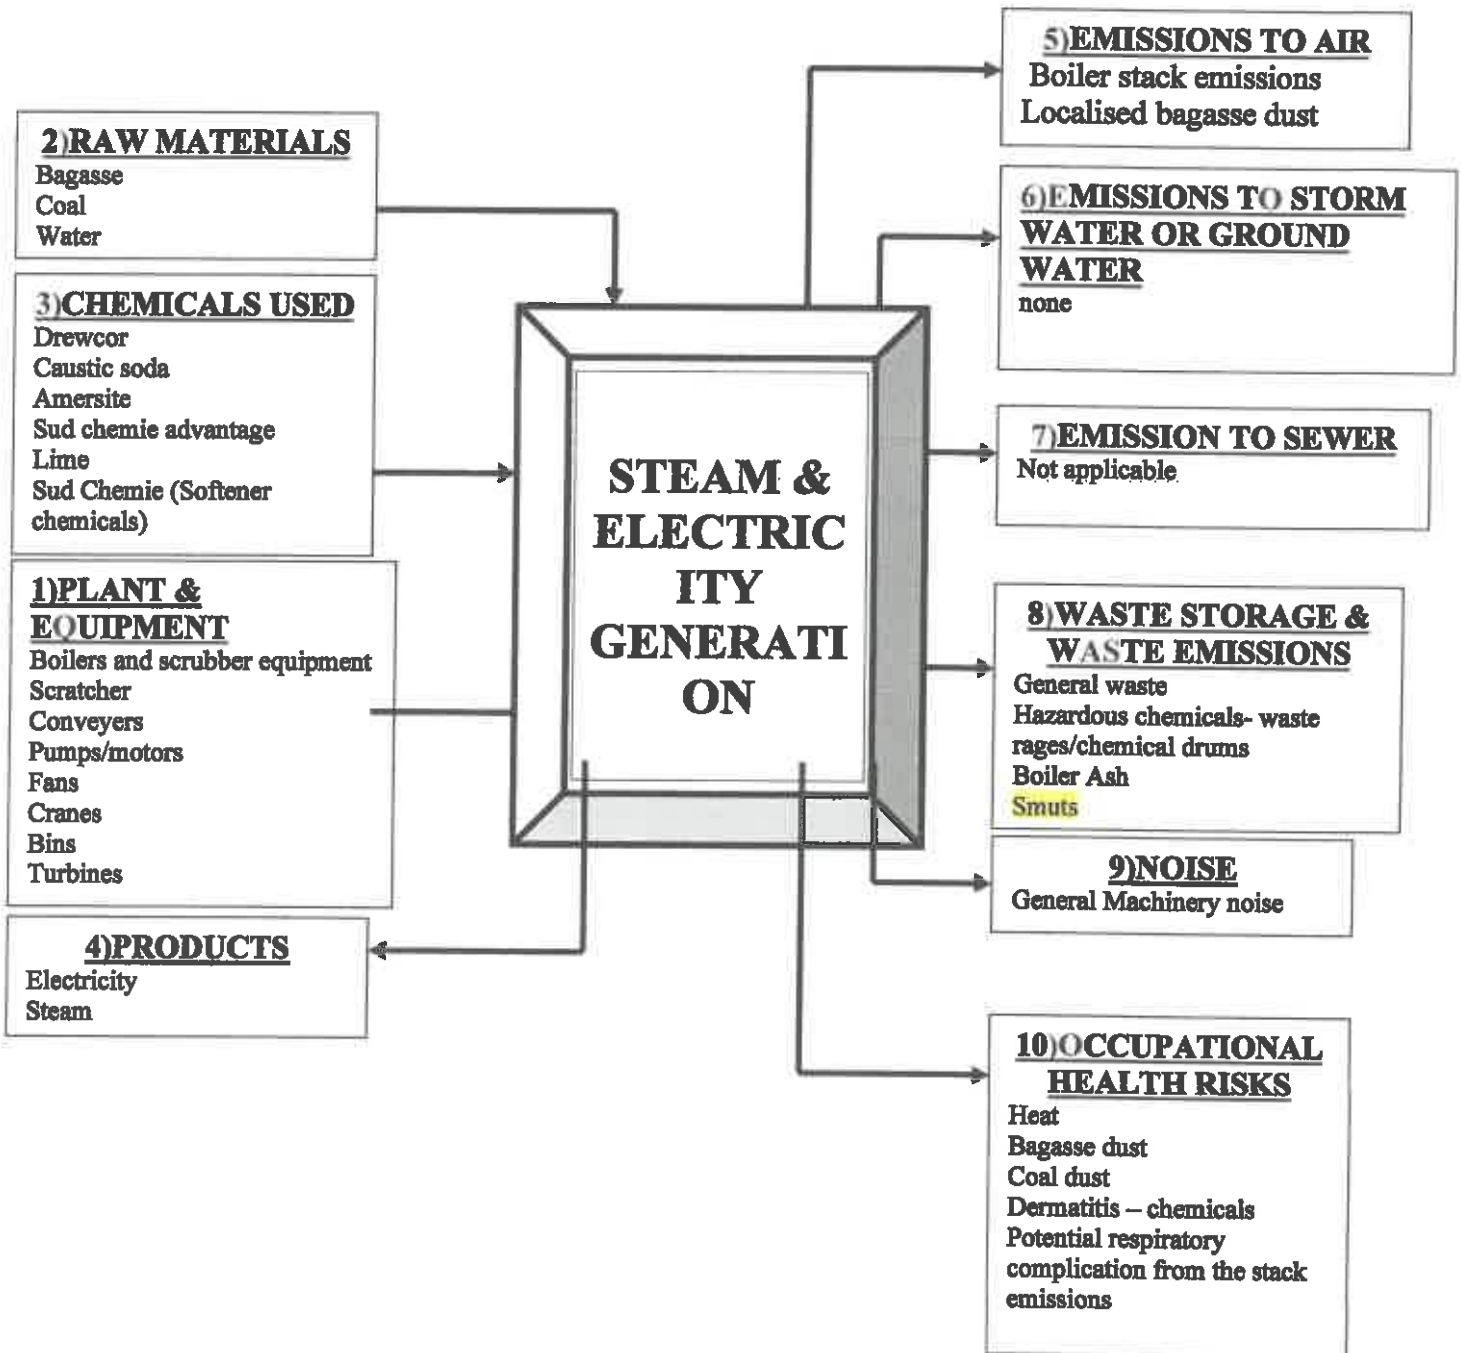 2)RAW MATERIALS
Bagasse
Coal
Water
3)CHEMICALS USED
Drewcor
Caustic soda
Amersite
Sud chemie advantage
Lime
Sud Chemie (Softener
chemicals)
1)PLANT &
EQUIPMENT
Boilers and scrubber equipment
Scratcher
Conveyers
Pumps/motors
Fans
Cranes
Bins
Turbines
4)PRODUCTS
Electricity
Steam
STEAM &
ELECTRIC
ITY
GENERATI
ON
5)EMISSIONS TO AIR
Boiler stack emissions
Localised bagasse dust
6)EMISSIONS TO STORM
WATER OR GROUND
WATER
none
7)EMISSION TO SEWER
Not applicable
8)WASTE STORAGE &
WASTE EMISSIONS
General waste
Hazardous chemicals- waste
rages/chemical drums
Boiler Ash
Smuts
9)NOISE
General Machinery noise
10)OCCUPATIONAL
HEALTH RISKS
Heat
Bagasse dust
Coal dust
Dermatitis – chemicals
Potential respiratory
complication from the stack
emissions